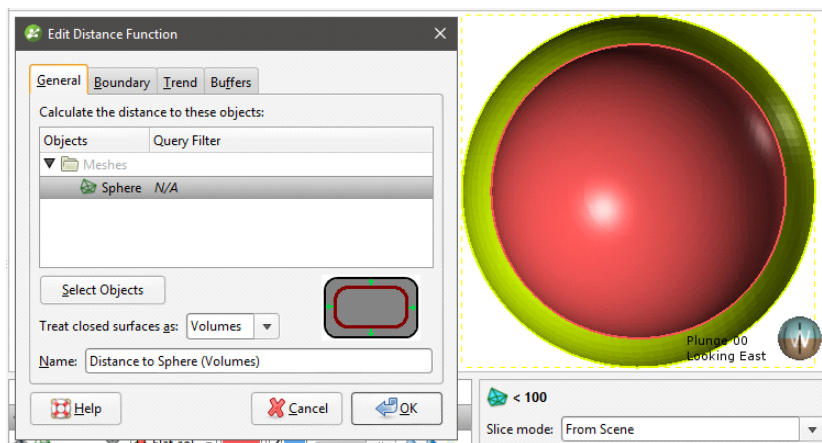 Edit Distance Function
General Boundary Trend Buffers
Calculate the distance to these objects:
Objects Query Filter
Meshes
Sphere N/A
Select Objects
Treat closed surfaces as: Volumes
Name: Distance to Sphere (Volumes)
Help Cancel OK
Plunge 00
Looking East
W
< 100
Slice mode: From Scene